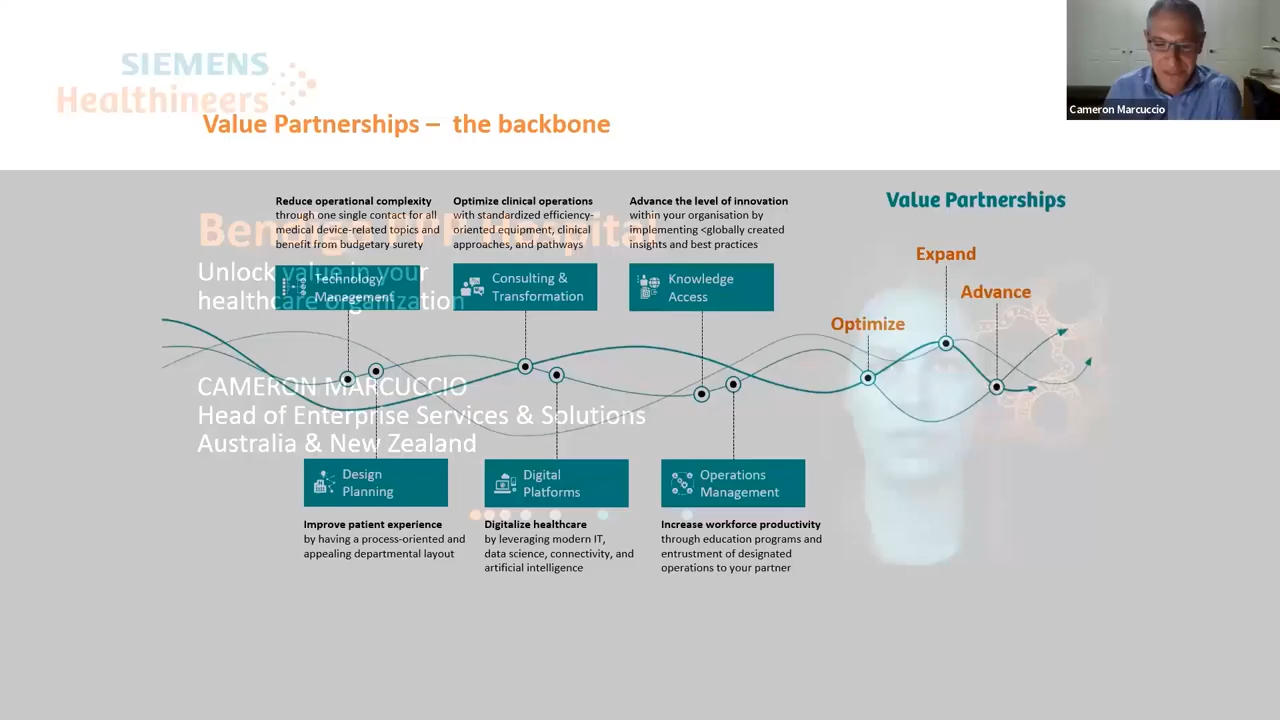 SIEMENS
Healthineers
Value Partnerships – the backbone
Cameron Marcuccio
Reduce operational complexity
through one single contact for all
medical device-related topics and
benefit from budgetary surety
Optimize clinical operations
with standardized efficiency-
oriented equipment, clinical
approaches, and pathways
Advance the level of innovation
within your organisation by
implementing <globally created
insights and best practices
Value Partnerships
Unlock value in your
healthcare organization
Technology
Management
Consulting &
Transformation
Knowledge
Access
Expand
Advance
Optimize
CAMERON MARCUCCIO
Head of Enterprise Services & Solutions
Australia & New Zealand
Design
Planning
Digital
Platforms
Operations
Management
Improve patient experience
by having a process-oriented and
appealing departmental layout
Digitalize healthcare
by leveraging modern IT,
data science, connectivity, and
artificial intelligence
Increase workforce productivity
through education programs and
entrustment of designated
operations to your partner